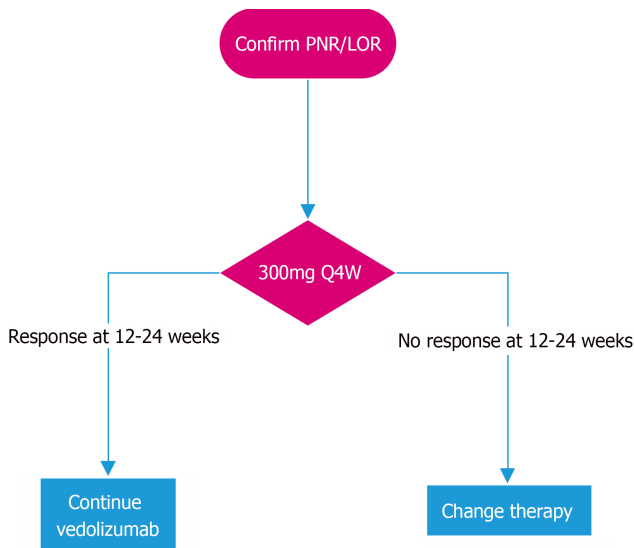 Confirm PNR/LOR
300mg Q4W
Response at 12-24 weeks
No response at 12-24 weeks
Continue
vedolizumab
Change therapy